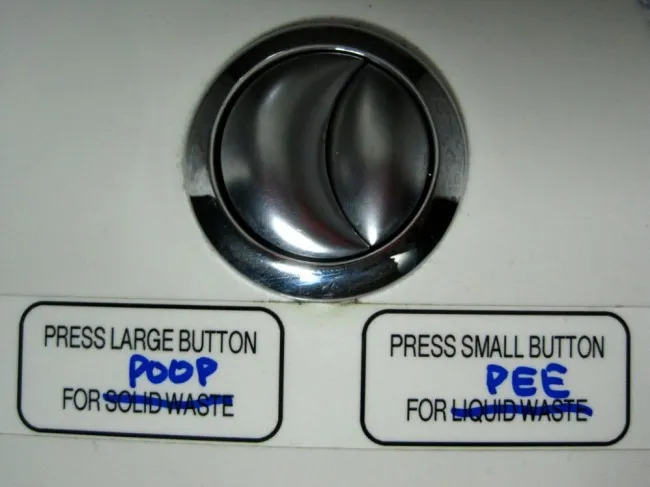 PRESS LARGE BUTTON
POOP
FOR SOLID WASTE
PRESS SMALL BUTTON
PEE
FOR LIQUID WASTE